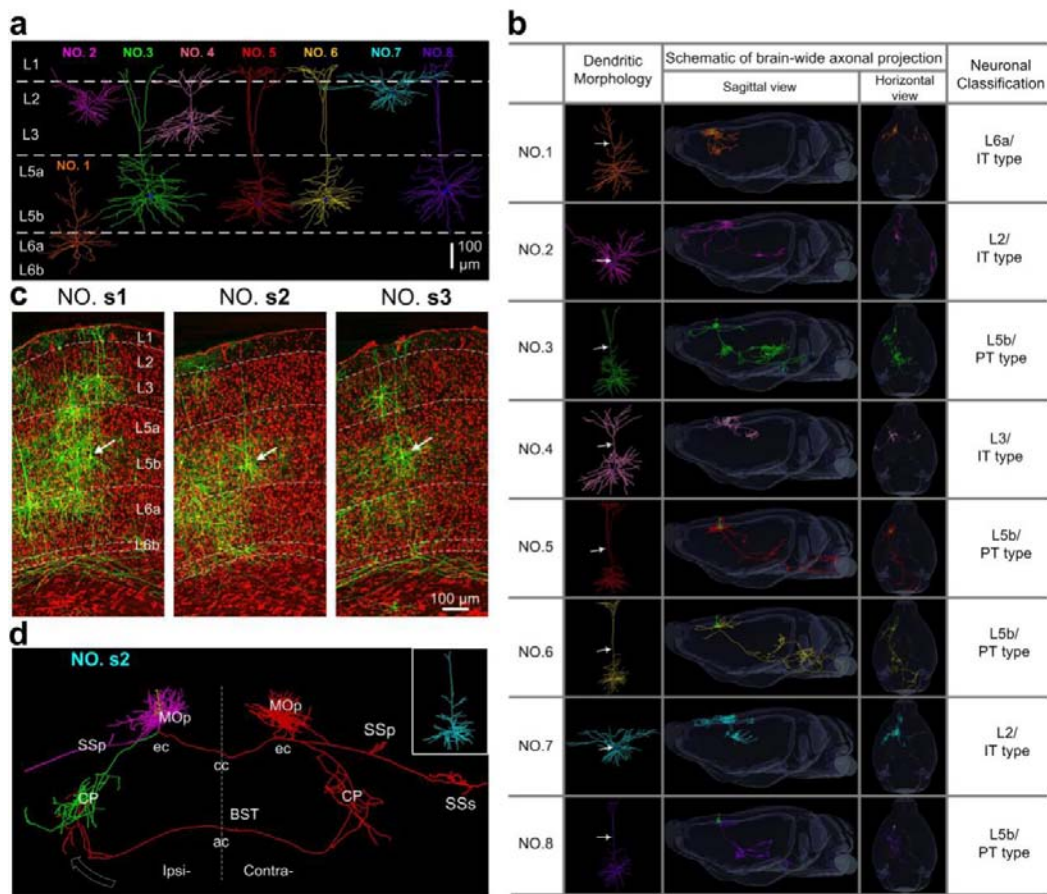 a
NO. 2 NO.3 NO. 4 NO. 5 NO. 6 NO.7 NO.8
L1
L2
L3
L5a
NO. 1
L5b
L6a
L6b
100
µm
c
NO. s1 NO. s2 NO. s3
L1
L2
L3
L5a
L5b
L6a
L6b
100 µm
d
NO. s2
MOp MOp
SSp SSp
ec ec
cc
CP CP
SSs
BST
ac
Ipsi- Contra-
b
Dendritic
Morphology
Schematic of brain-wide axonal projection
Sagittal view
Horizontal
view
Neuronal
Classification
NO.1
L6a/
IT type
NO.2
L2/
IT type
NO.3
L5b/
PT type
NO.4
L3/
IT type
NO.5
L5b/
PT type
NO.6
L5b/
PT type
NO.7
L2/
IT type
NO.8
L5b/
PT type